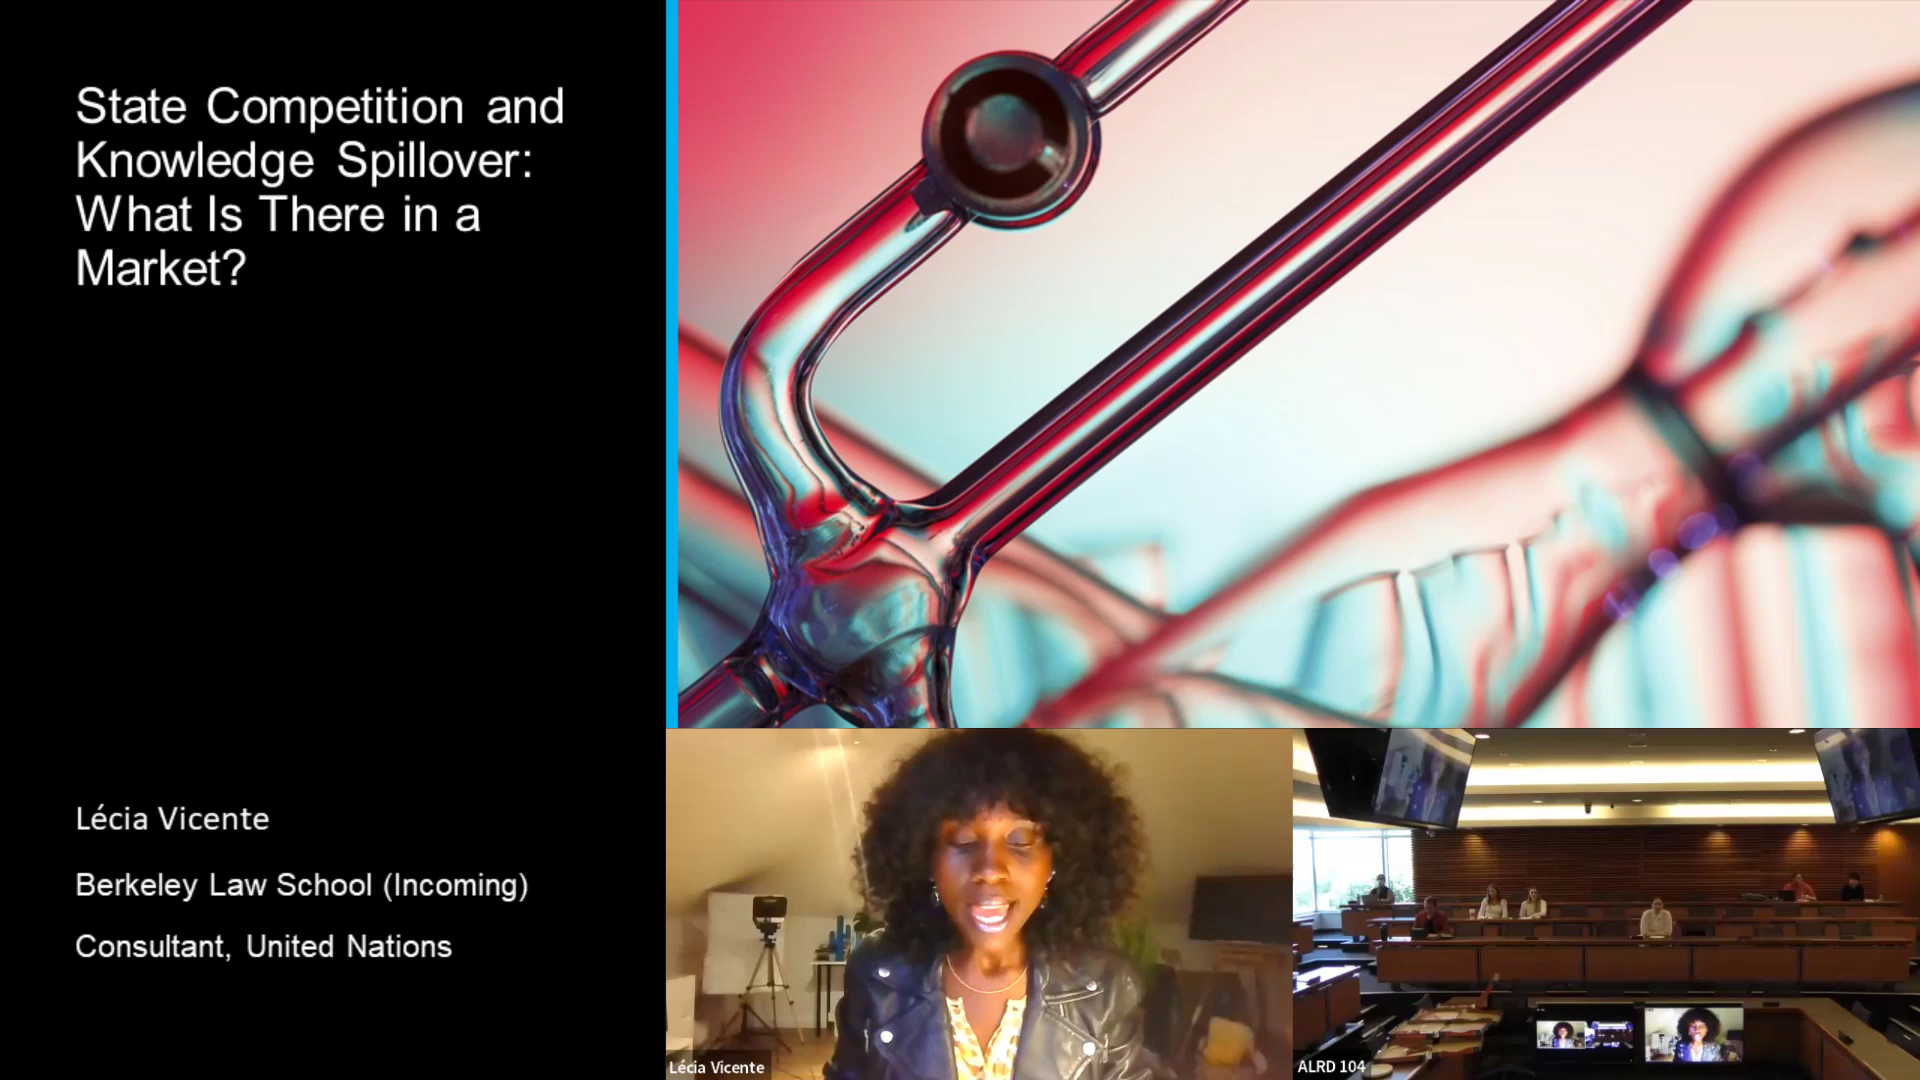 State Competition and
Knowledge Spillover:
What Is There in a
Market?
Lécia Vicente
Berkeley Law School (Incoming)
Consultant, United Nations
Lécia Vicente
ALRD 104